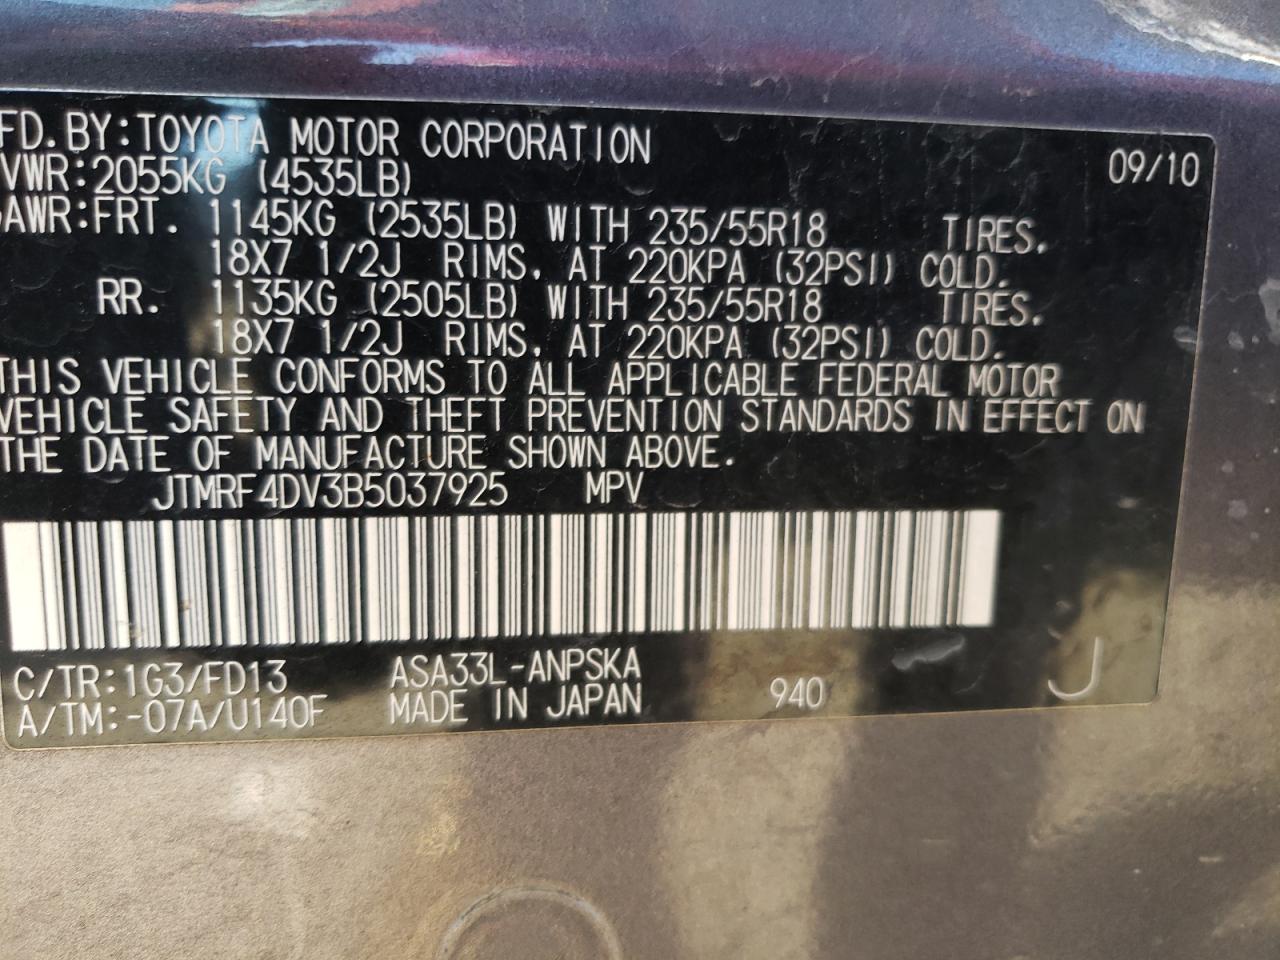 FD. BY: TOYOTA MOTOR CORPORATION 09/10
VWR: 2055KG (4535LB)
AWR: FRT. 1145KG (2535LB) WITH 235/55R18 TIRES,
18X7 1/2J RIMS, AT 220KPA (32PSI) COLD.
RR. 1135KG (2505LB) WITH 235/55R18 TIRES,
18X7 1/2J RIMS, AT 220KPA (32PSI) COLD.
THIS VEHICLE CONFORMS TO ALL APPLICABLE FEDERAL MOTOR
VEHICLE SAFETY AND THEFT PREVENTION STANDARDS IN EFFECT ON
THE DATE OF MANUFACTURE SHOWN ABOVE.
JTMRF4DV3B5037925 MPV
C/TR: 1G3/FD13 ASA33L-ANPSKA
A/TM: -07A/U140F MADE IN JAPAN 940 J